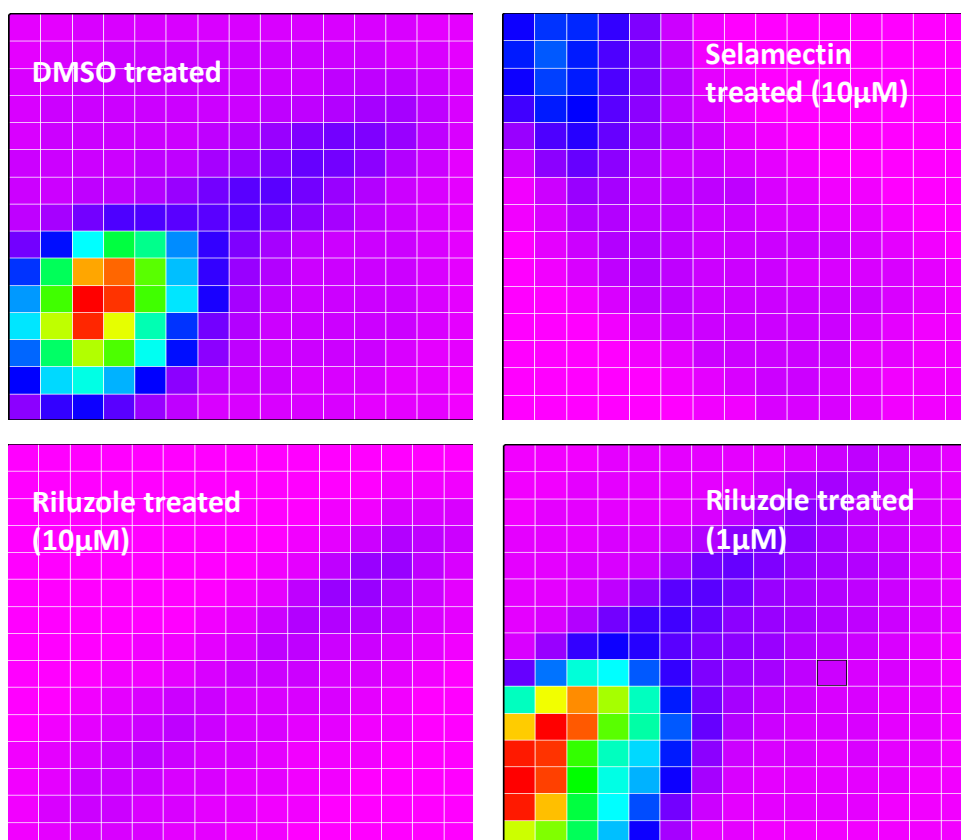 DMSO treated
Selamectin
treated (10µM)
Riluzole treated
(10µM)
Riluzole treated
(1µM)